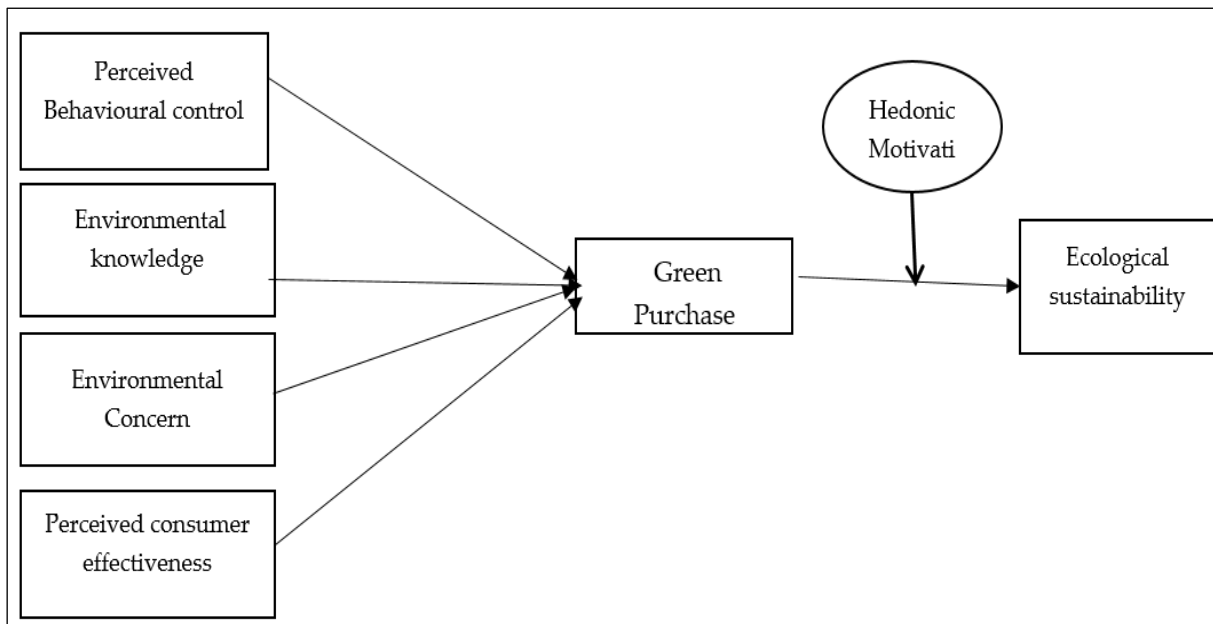 Perceived
Behavioural control
Environmental
knowledge
Environmental
Concern
Perceived consumer
effectiveness
Green
Purchase
Hedonic
Motivati
Ecological
sustainability